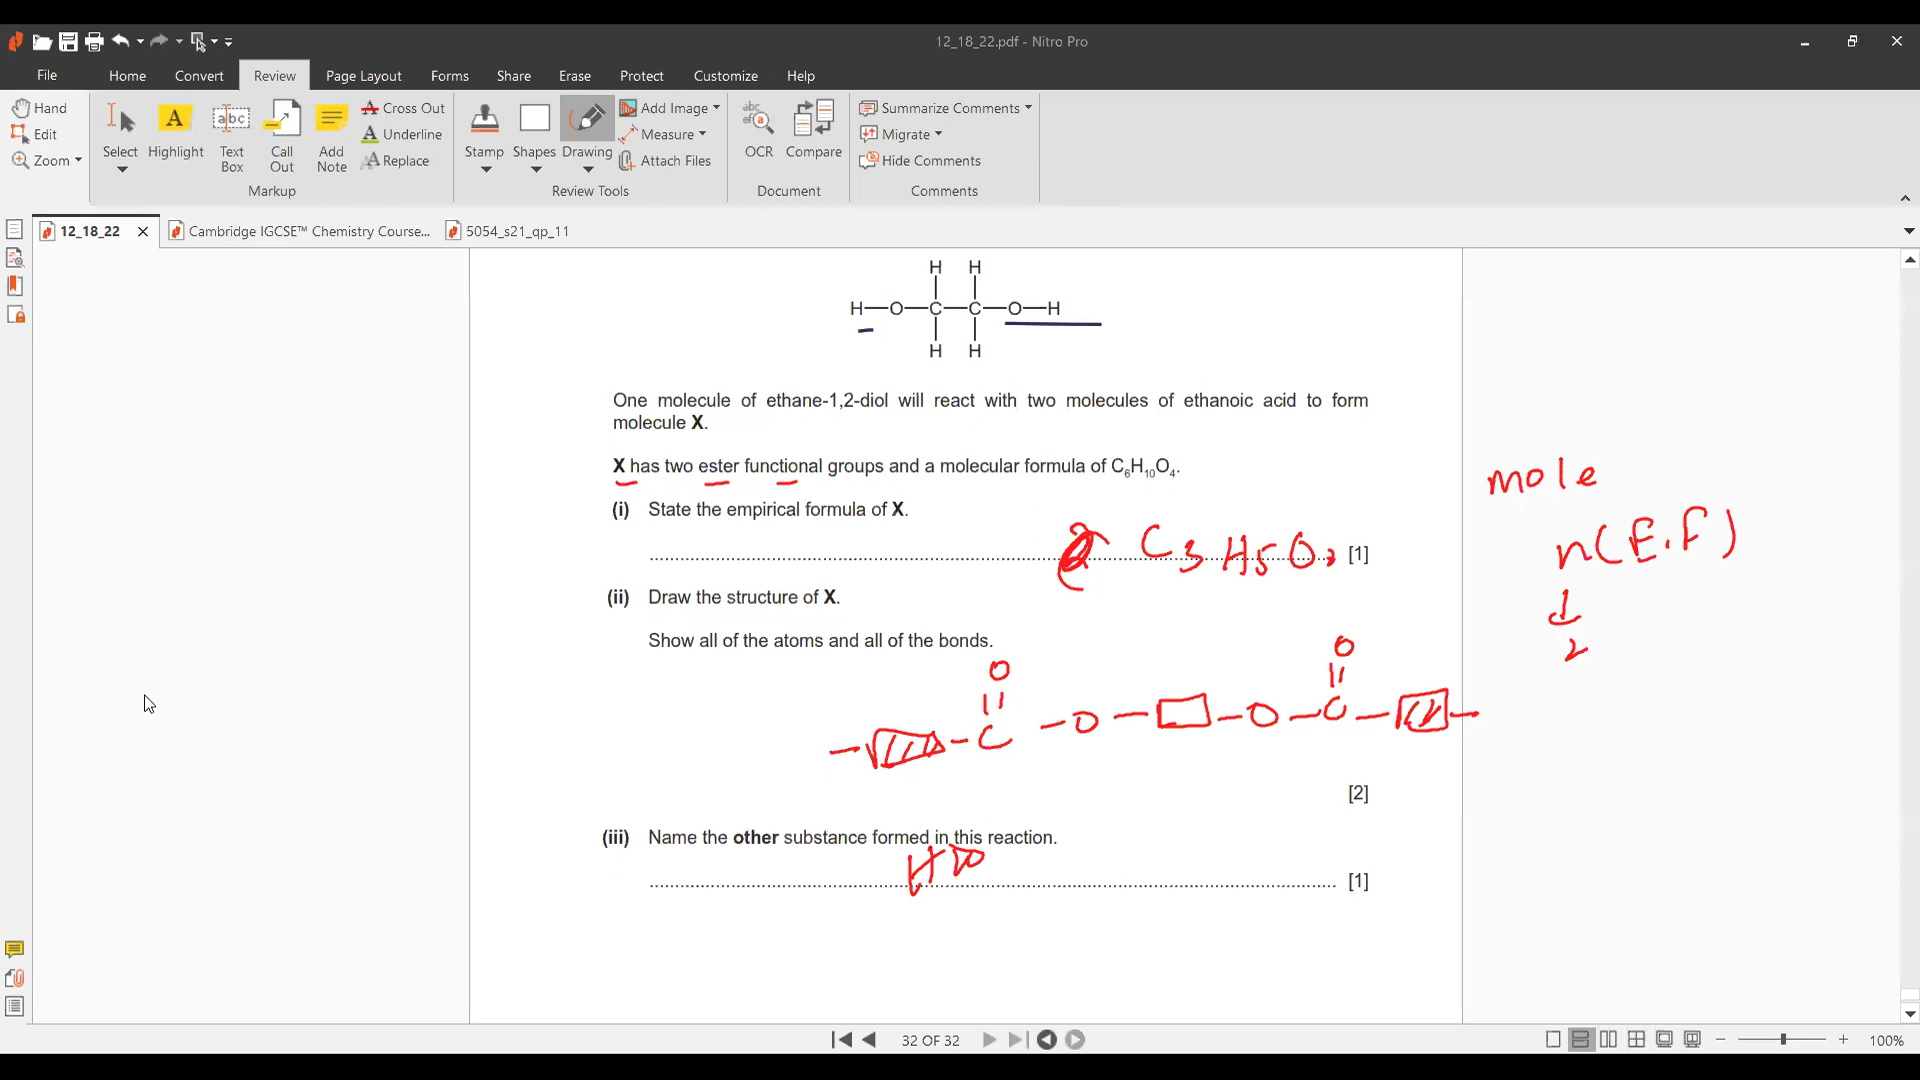 12_18_22.pdf - Nitro Pro
File Home Convert Review Page Layout Forms Share Erase Protect Customize Help
Hand
Edit
Zoom
Select
Highlight
Text Box
Call Out
Add Note
Cross Out
Underline
Replace
Markup
Stamp
Shapes
Drawing
Add Image
Measure
Attach Files
Review Tools
OCR
Compare
Document
Summarize Comments
Migrate
Hide Comments
Comments
12_18_22 Cambridge IGCSE™ Chemistry Course... 5054_s21_qp_11
H H
H—O—C—C—O—H
H H
One molecule of ethane-1,2-diol will react with two molecules of ethanoic acid to form
molecule X.
X has two ester functional groups and a molecular formula of C₆H₁₀O₄.
mole
(i) State the empirical formula of X.
n(E.F)
C₃H₅O₂ [1]
2
(ii) Draw the structure of X.
Show all of the atoms and all of the bonds.
O O
C O O C
[2]
(iii) Name the other substance formed in this reaction.
[1]
32 OF 32
100%